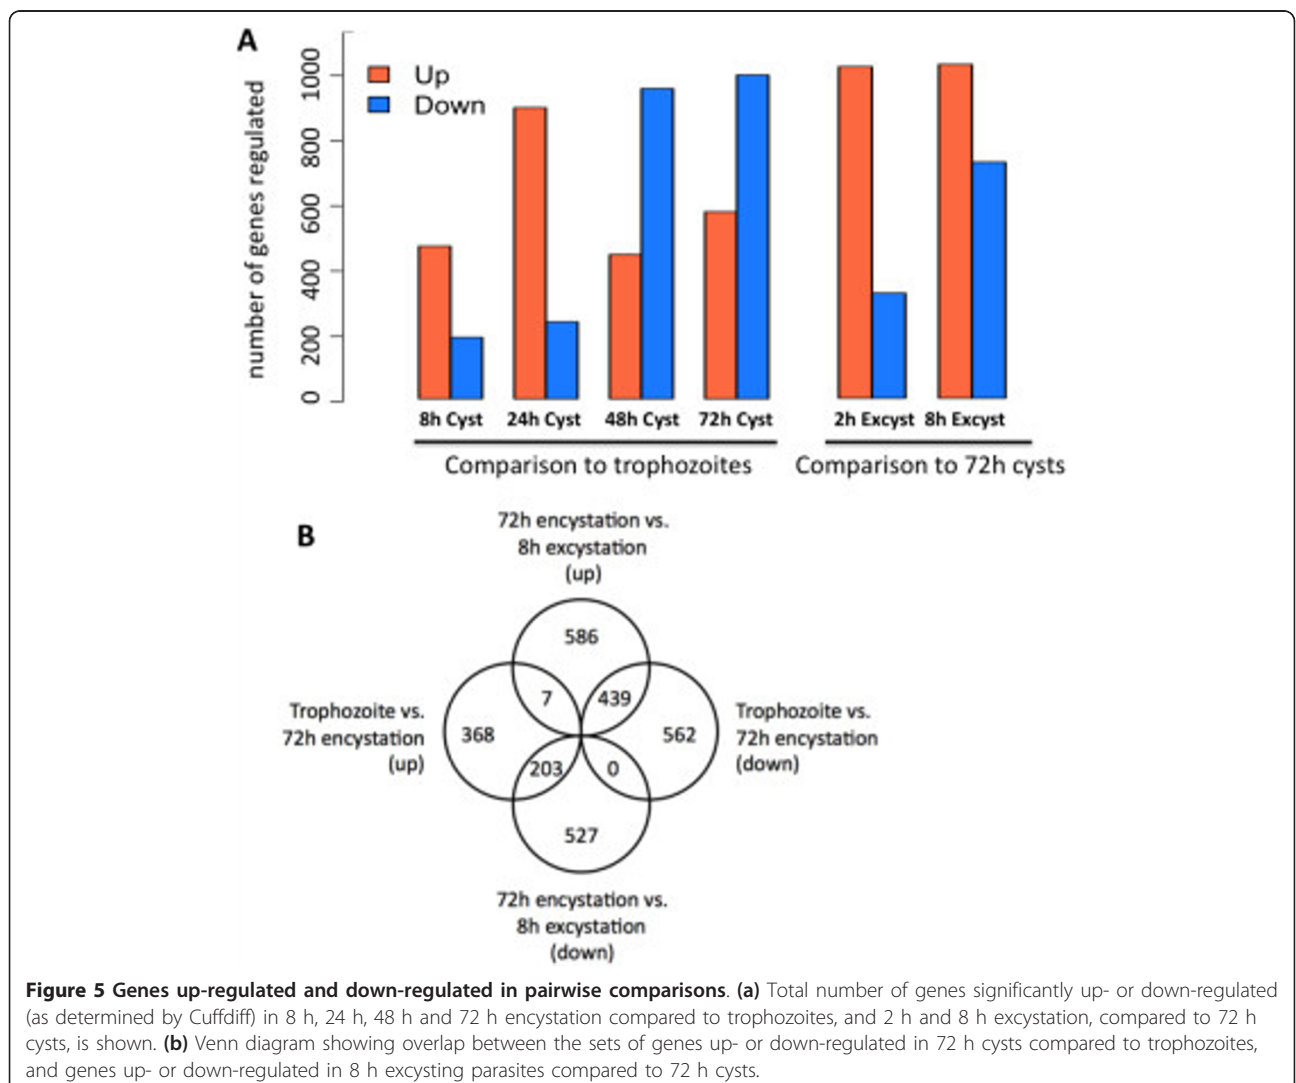 A
number of genes regulated
1000
800
600
400
200
0
Up
Down
8h Cyst 24h Cyst 48h Cyst 72h Cyst 2h Excyst 8h Excyst
Comparison to trophozoites Comparison to 72h cysts
B
72h encystation vs.
8h excystation
(up)
586
7 439
Trophozoite vs.
72h encystation
(up)
368
562
Trophozoite vs.
72h encystation
(down)
203 0
527
72h encystation vs.
8h excystation
(down)
Figure 5 Genes up-regulated and down-regulated in pairwise comparisons. (a) Total number of genes significantly up- or down-regulated
(as determined by Cuffdiff) in 8 h, 24 h, 48 h and 72 h encystation compared to trophozoites, and 2 h and 8 h excystation, compared to 72 h
cysts, is shown. (b) Venn diagram showing overlap between the sets of genes up- or down-regulated in 72 h cysts compared to trophozoites,
and genes up- or down-regulated in 8 h excysting parasites compared to 72 h cysts.